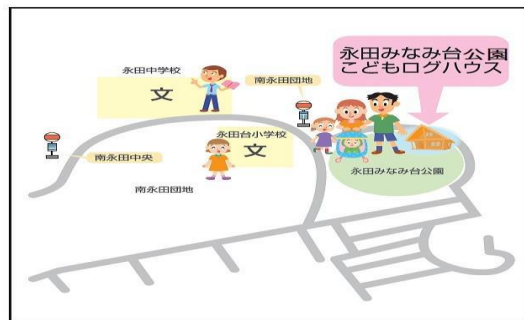 永田みなみ台公園
こどもログハウス
永田中学校
文
南永田団地
永田台小学校
文
南永田中央
南永田団地
永田みなみ台公園